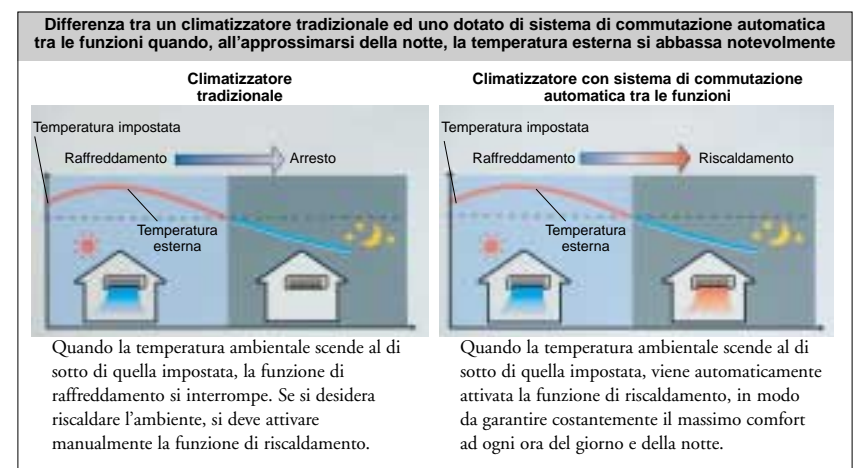 Differenza tra un climatizzatore tradizionale ed uno dotato di sistema di commutazione automatica
tra le funzioni quando, all'approssimarsi della notte, la temperatura esterna si abbassa notevolmente
Climatizzatore
tradizionale
Temperatura impostata
Raffreddamento
Arresto
Temperatura
esterna
Quando la temperatura ambientale scende al di
sotto di quella impostata, la funzione di
raffreddamento si interrompe. Se si desidera
riscaldare l'ambiente, si deve attivare
manualmente la funzione di riscaldamento.
Climatizzatore con sistema di commutazione
automatica tra le funzioni
Temperatura impostata
Raffreddamento
Riscaldamento
Temperatura
esterna
Quando la temperatura ambientale scende al di
sotto di quella impostata, viene automaticamente
attivata la funzione di riscaldamento, in modo
da garantire costantemente il massimo comfort
ad ogni ora del giorno e della notte.